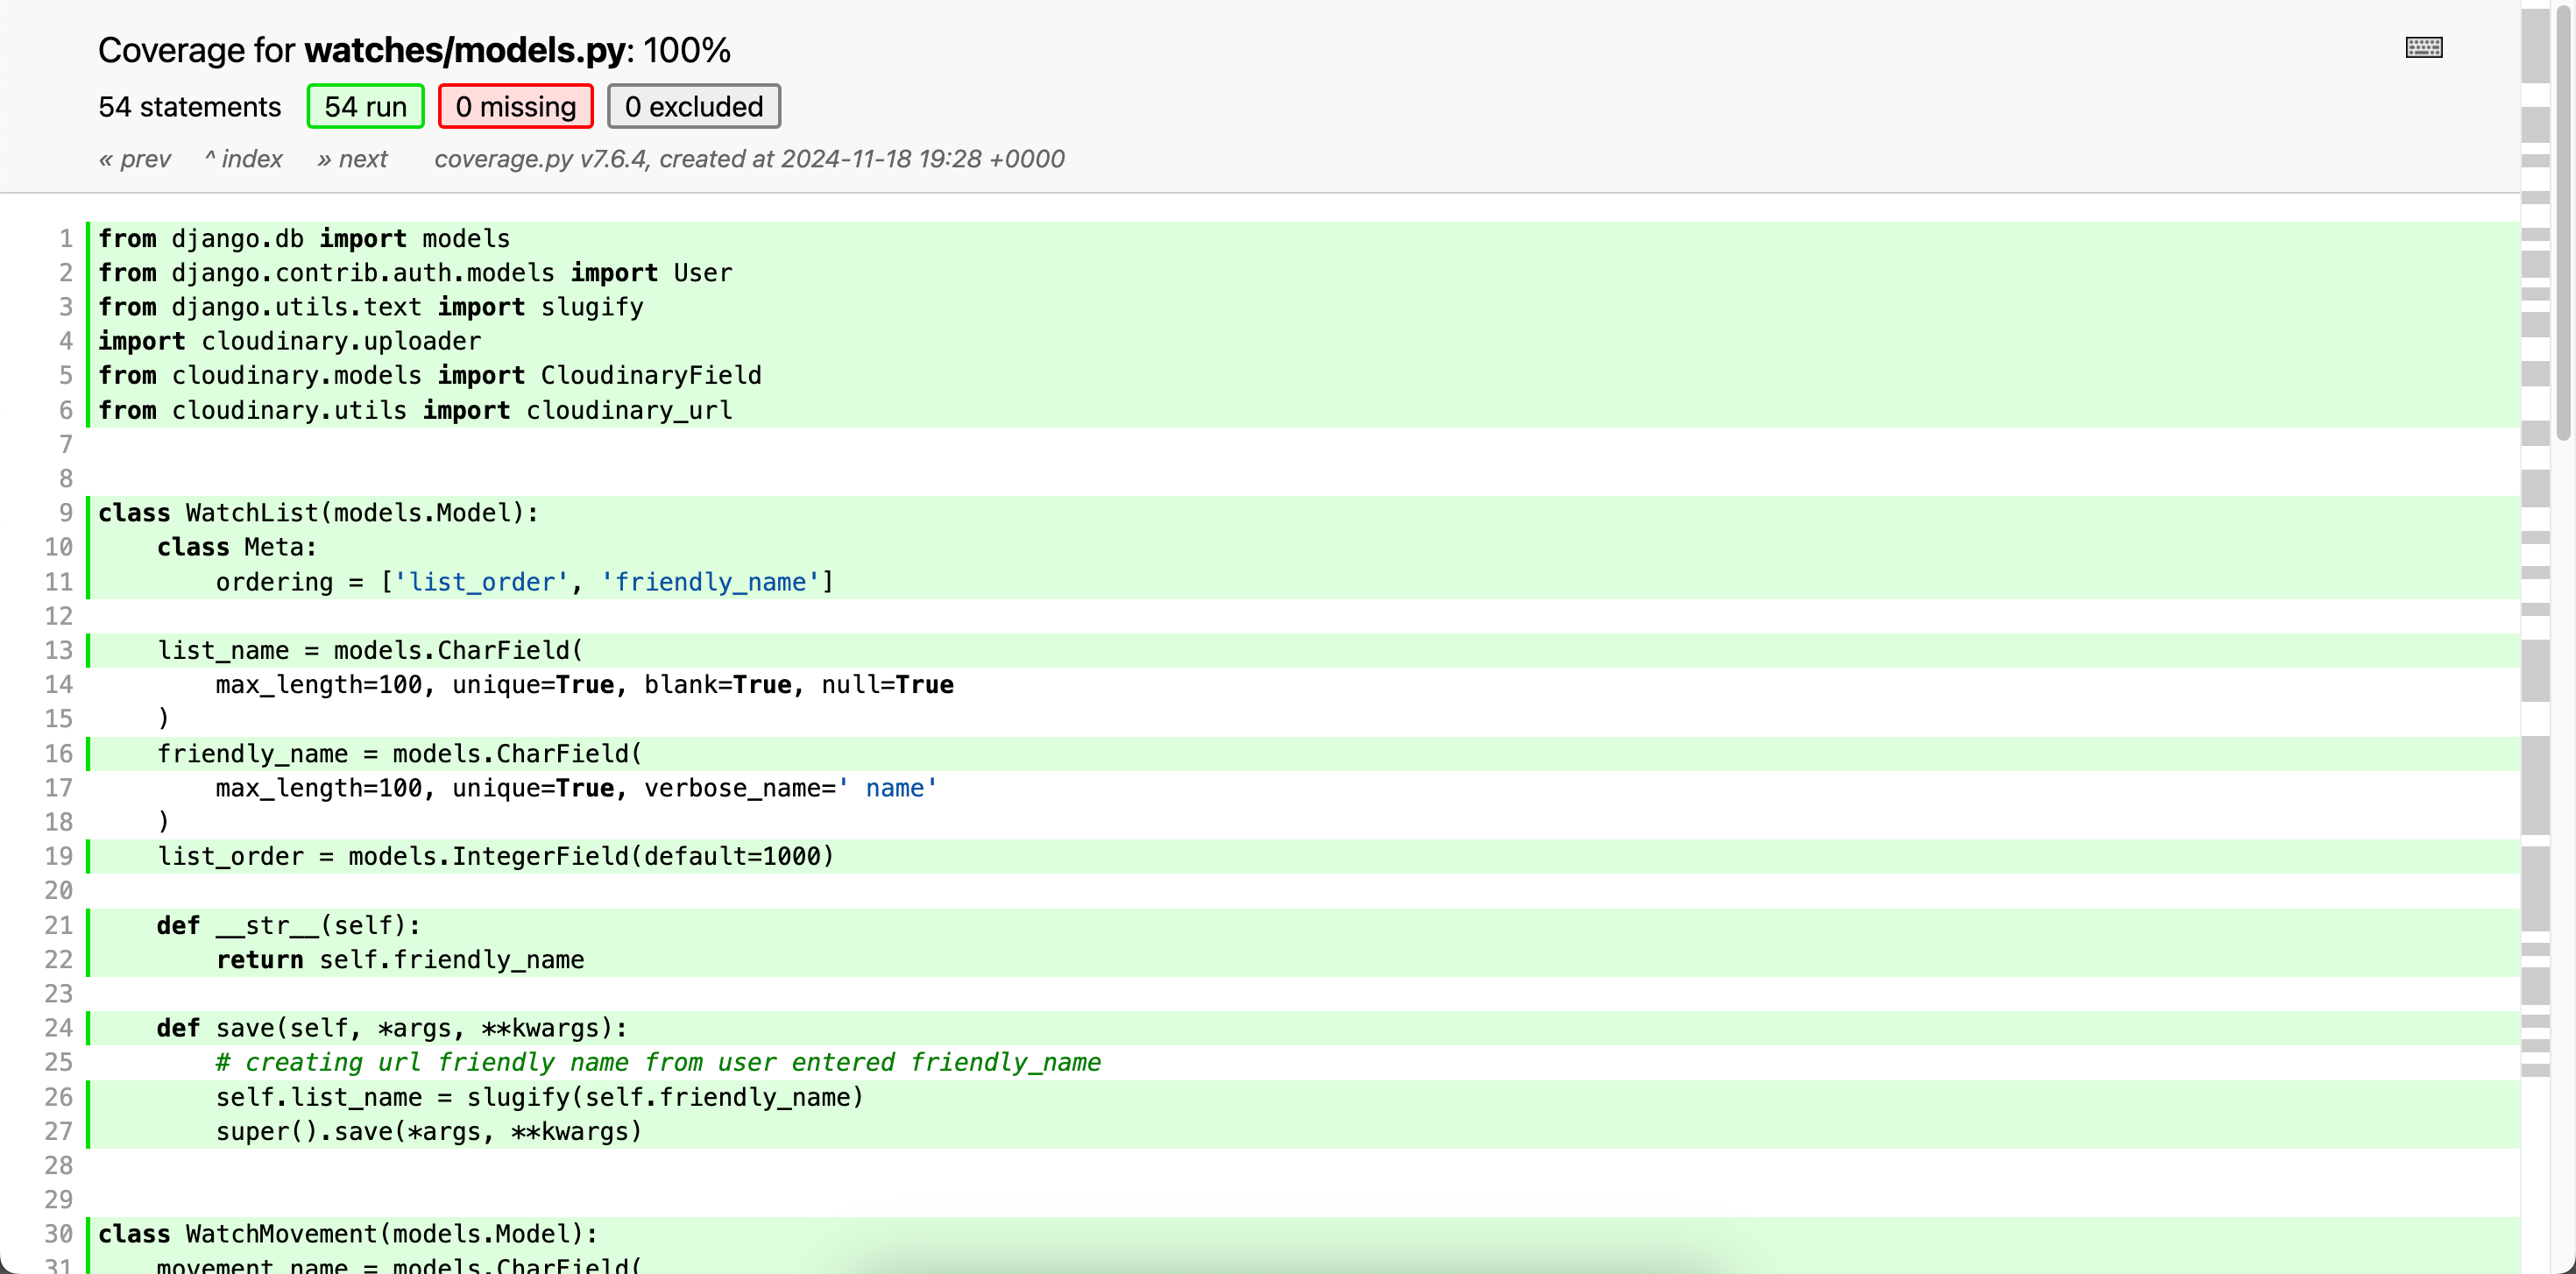 Coverage for watches/models.py: 100%
54 statements 54 run 0 missing 0 excluded
« prev ^ index » next coverage.py v7.6.4, created at 2024-11-18 19:28 +0000
1 from django.db import models
2 from django.contrib.auth.models import User
3 from django.utils.text import slugify
4 import cloudinary.uploader
5 from cloudinary.models import CloudinaryField
6 from cloudinary.utils import cloudinary_url
7
8
9 class WatchList(models.Model):
10     class Meta:
11         ordering = ['list_order', 'friendly_name']
12
13     list_name = models.CharField(
14         max_length=100, unique=True, blank=True, null=True
15     )
16     friendly_name = models.CharField(
17         max_length=100, unique=True, verbose_name=' name'
18     )
19     list_order = models.IntegerField(default=1000)
20
21     def __str__(self):
22         return self.friendly_name
23
24     def save(self, *args, **kwargs):
25         # creating url friendly name from user entered friendly_name
26         self.list_name = slugify(self.friendly_name)
27         super().save(*args, **kwargs)
28
29
30 class WatchMovement(models.Model):
31     movement_name = models.CharField(